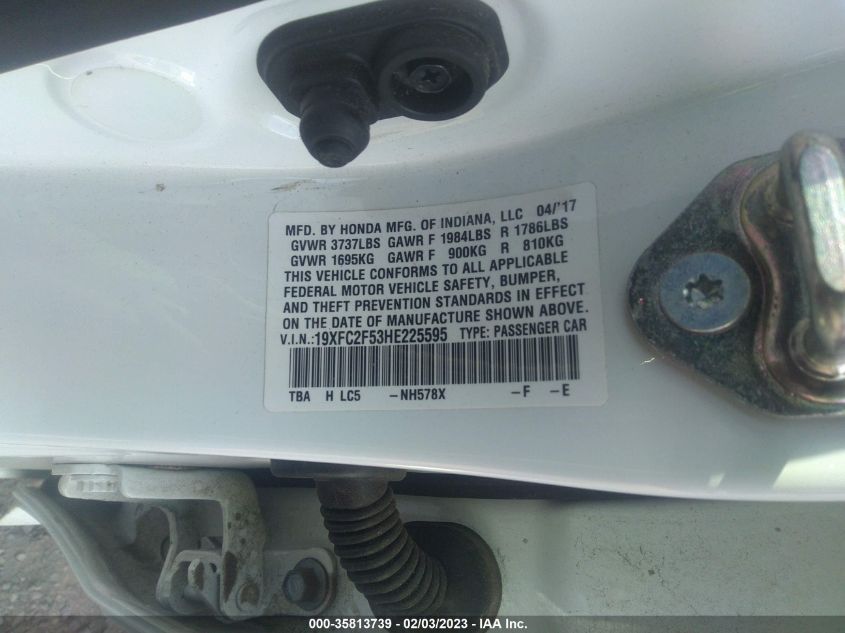 MFD. BY HONDA MFG. OF INDIANA, LLC 04/'17
GVWR 3737LBS GAWR F 1984LBS R 1786LBS
GVWR 1695KG GAWR F 900KG R 810KG
THIS VEHICLE CONFORMS TO ALL APPLICABLE
FEDERAL MOTOR VEHICLE SAFETY, BUMPER,
AND THEFT PREVENTION STANDARDS IN EFFECT
ON THE DATE OF MANUFACTURE SHOWN ABOVE.
V.I.N.:19XFC2F53HE225595 TYPE: PASSENGER CAR
TBA H LC5 -NH578X -F -E
000-35813739 - 02/03/2023 - IAA Inc.